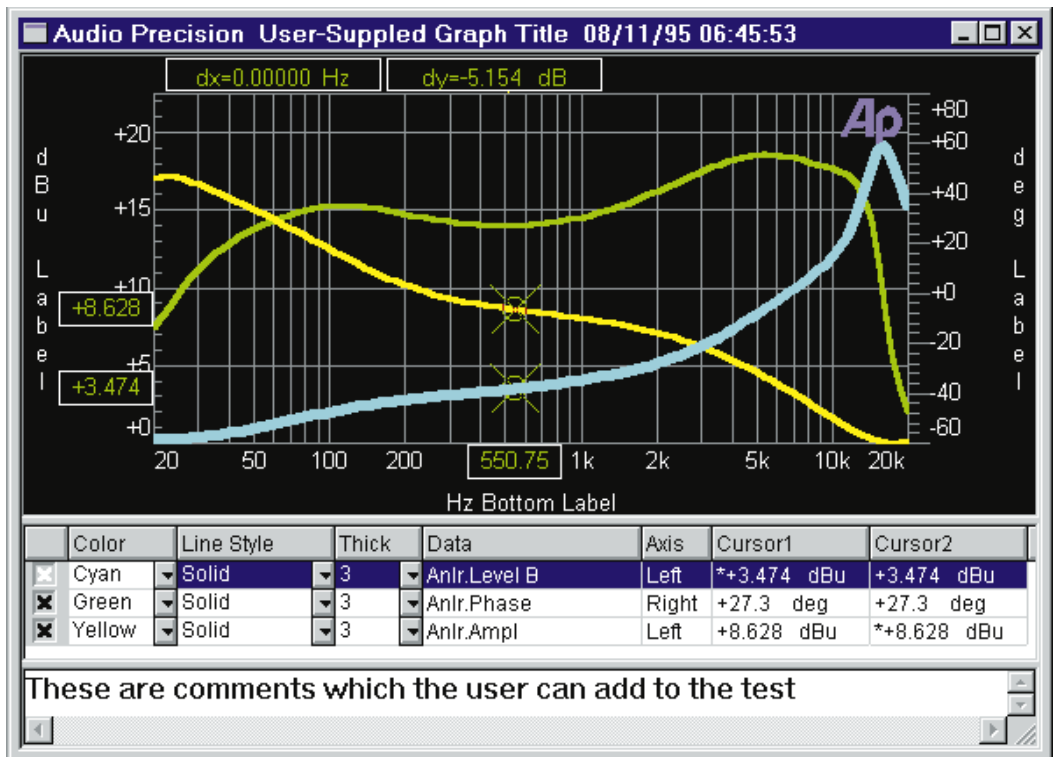 Audio Precision User-Suppled Graph Title 08/11/95 06:45:53
dx=0.00000 Hz
dy=-5.154 dB
Ap
dBu Label
+20
+15
+10
+5
+0
+8.628
+3.474
+80
+60
+40
+20
+0
-20
-40
-60
deg Label
20 50 100 200 550.75 1k 2k 5k 10k 20k
Hz Bottom Label
Color Line Style Thick Data Axis Cursor1 Cursor2
Cyan Solid 3 Anlr.Level B Left *+3.474 dBu +3.474 dBu
Green Solid 3 Anlr.Phase Right +27.3 deg +27.3 deg
Yellow Solid 3 Anlr.Ampl Left +8.628 dBu *+8.628 dBu
These are comments which the user can add to the test